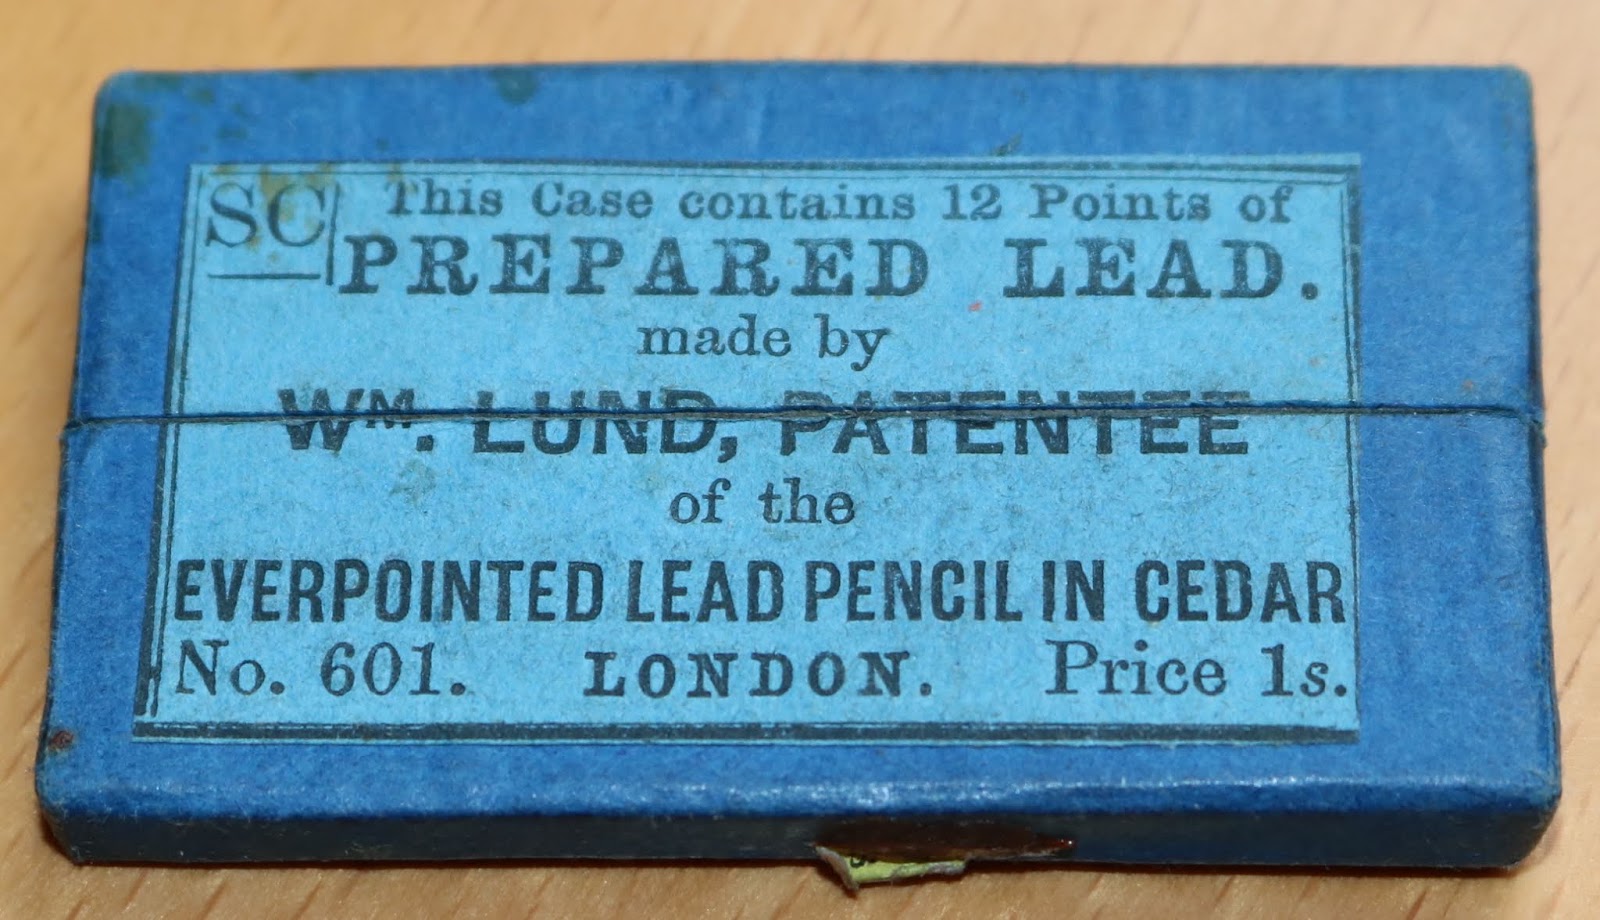 SC
This Case contains 12 Points of
PREPARED LEAD.
made by
WM. LUND, PATENTEE
of the
EVERPOINTED LEAD PENCIL IN CEDAR
No. 601. LONDON. Price 1s.